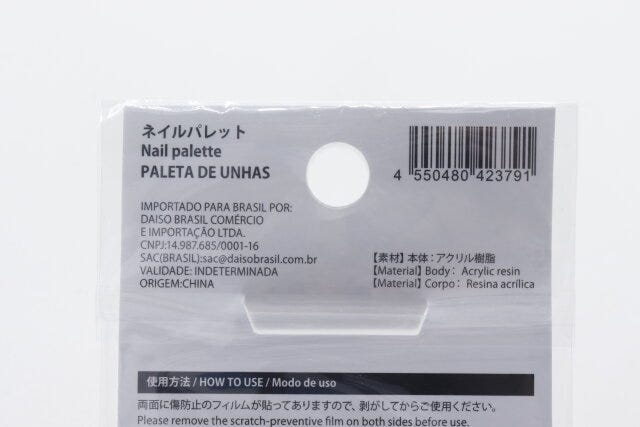 ネイルパレット
Nail palette
PALETA DE UNHAS
4 550480 423791
IMPORTADO PARA BRASIL POR:
DAISO BRASIL COMÉRCIO
E IMPORTAÇÃO LTDA.
CNPJ:14.987.685/0001-16
SAC(BRASIL):sac@daisobrasil.com.br
VALIDADE: INDETERMINADA
ORIGEM:CHINA
【素材】本体：アクリル樹脂
【Material】Body： Acrylic resin
【Material】Corpo： Resina acrílica
使用方法 / HOW TO USE / Modo de uso
両面に傷防止のフィルムが貼ってありますので、剥がしてからご使用ください。
Please remove the scratch-preventive film on both sides before use.